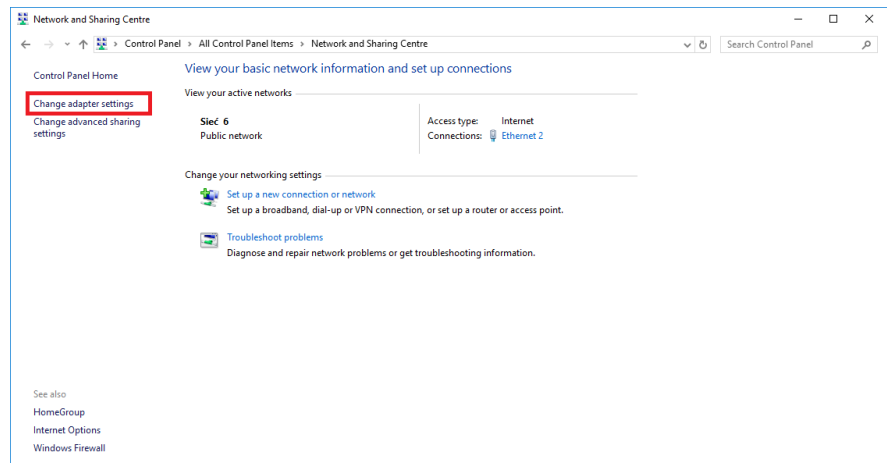 Network and Sharing Centre
Control Panel > All Control Panel Items > Network and Sharing Centre
Search Control Panel
Control Panel Home
Change adapter settings
Change advanced sharing
settings
View your basic network information and set up connections
View your active networks
Sieć 6
Public network
Access type: Internet
Connections: Ethernet 2
Change your networking settings
Set up a new connection or network
Set up a broadband, dial-up or VPN connection, or set up a router or access point.
Troubleshoot problems
Diagnose and repair network problems or get troubleshooting information.
See also
HomeGroup
Internet Options
Windows Firewall